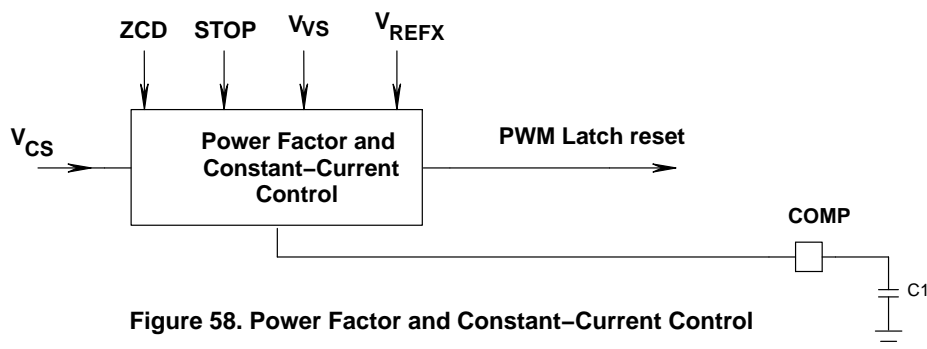 ZCD STOP VVS VREFX
VCS
Power Factor and
Constant−Current
Control
PWM Latch reset
COMP
C1
Figure 58. Power Factor and Constant−Current Control